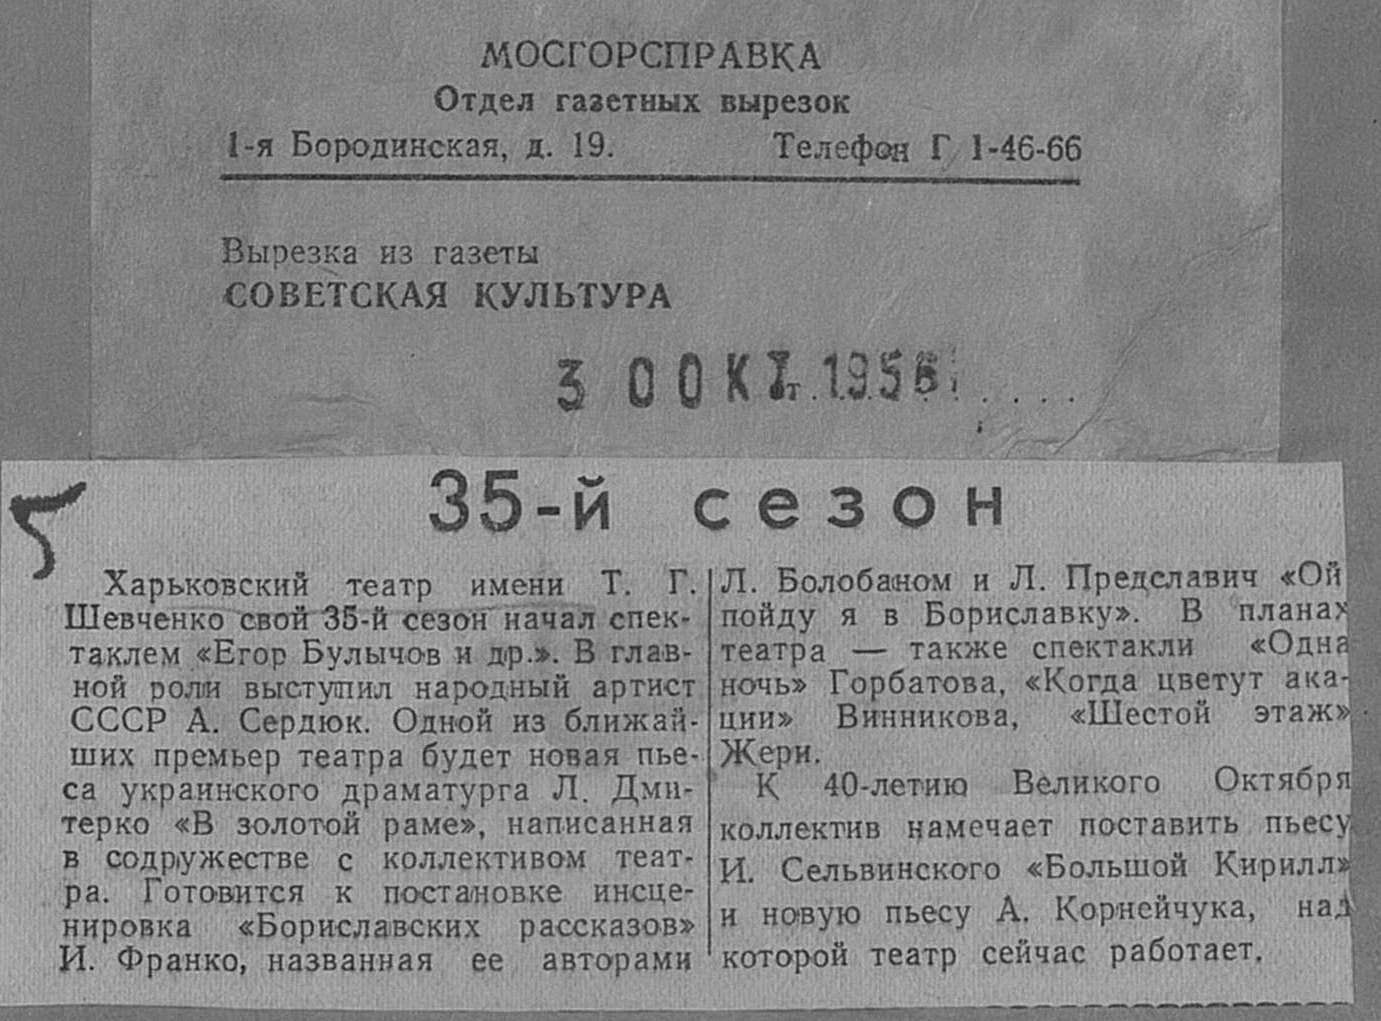 МОСГОРСПРАВКА
Отдел газетных вырезок
1-я Бородинская, д. 19. Телефон Г 1-46-66
Вырезка из газеты
СОВЕТСКАЯ КУЛЬТУРА
3 0 ОКТ. 1956
5
35-й сезон
Харьковский театр имени Т. Г.
Шевченко свой 35-й сезон начал спек-
таклем «Егор Булычов и др.». В глав-
ной роли выступил народный артист
СССР А. Сердюк. Одной из ближай-
ших премьер театра будет новая пье-
са украинского драматурга Л. Дми-
терко «В золотой раме», написанная
в содружестве с коллективом теат-
ра. Готовится к постановке инсце-
нировка «Бориславских рассказов»
И. Франко, названная ее авторами
Л. Болобаном и Л. Предславич «Ой
пойду я в Бориславку». В планах
театра — также спектакли «Одна
ночь» Горбатова, «Когда цветут ака-
ции» Винникова, «Шестой этаж»
Жери.
К 40-летию Великого Октября
коллектив намечает поставить пьесу
И. Сельвинского «Большой Кирилл»
и новую пьесу А. Корнейчука, над
которой театр сейчас работает.